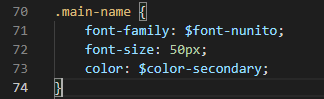 70 .main-name {
71 font-family: $font-nunito;
72 font-size: 50px;
73 color: $color-secondary;
74 }